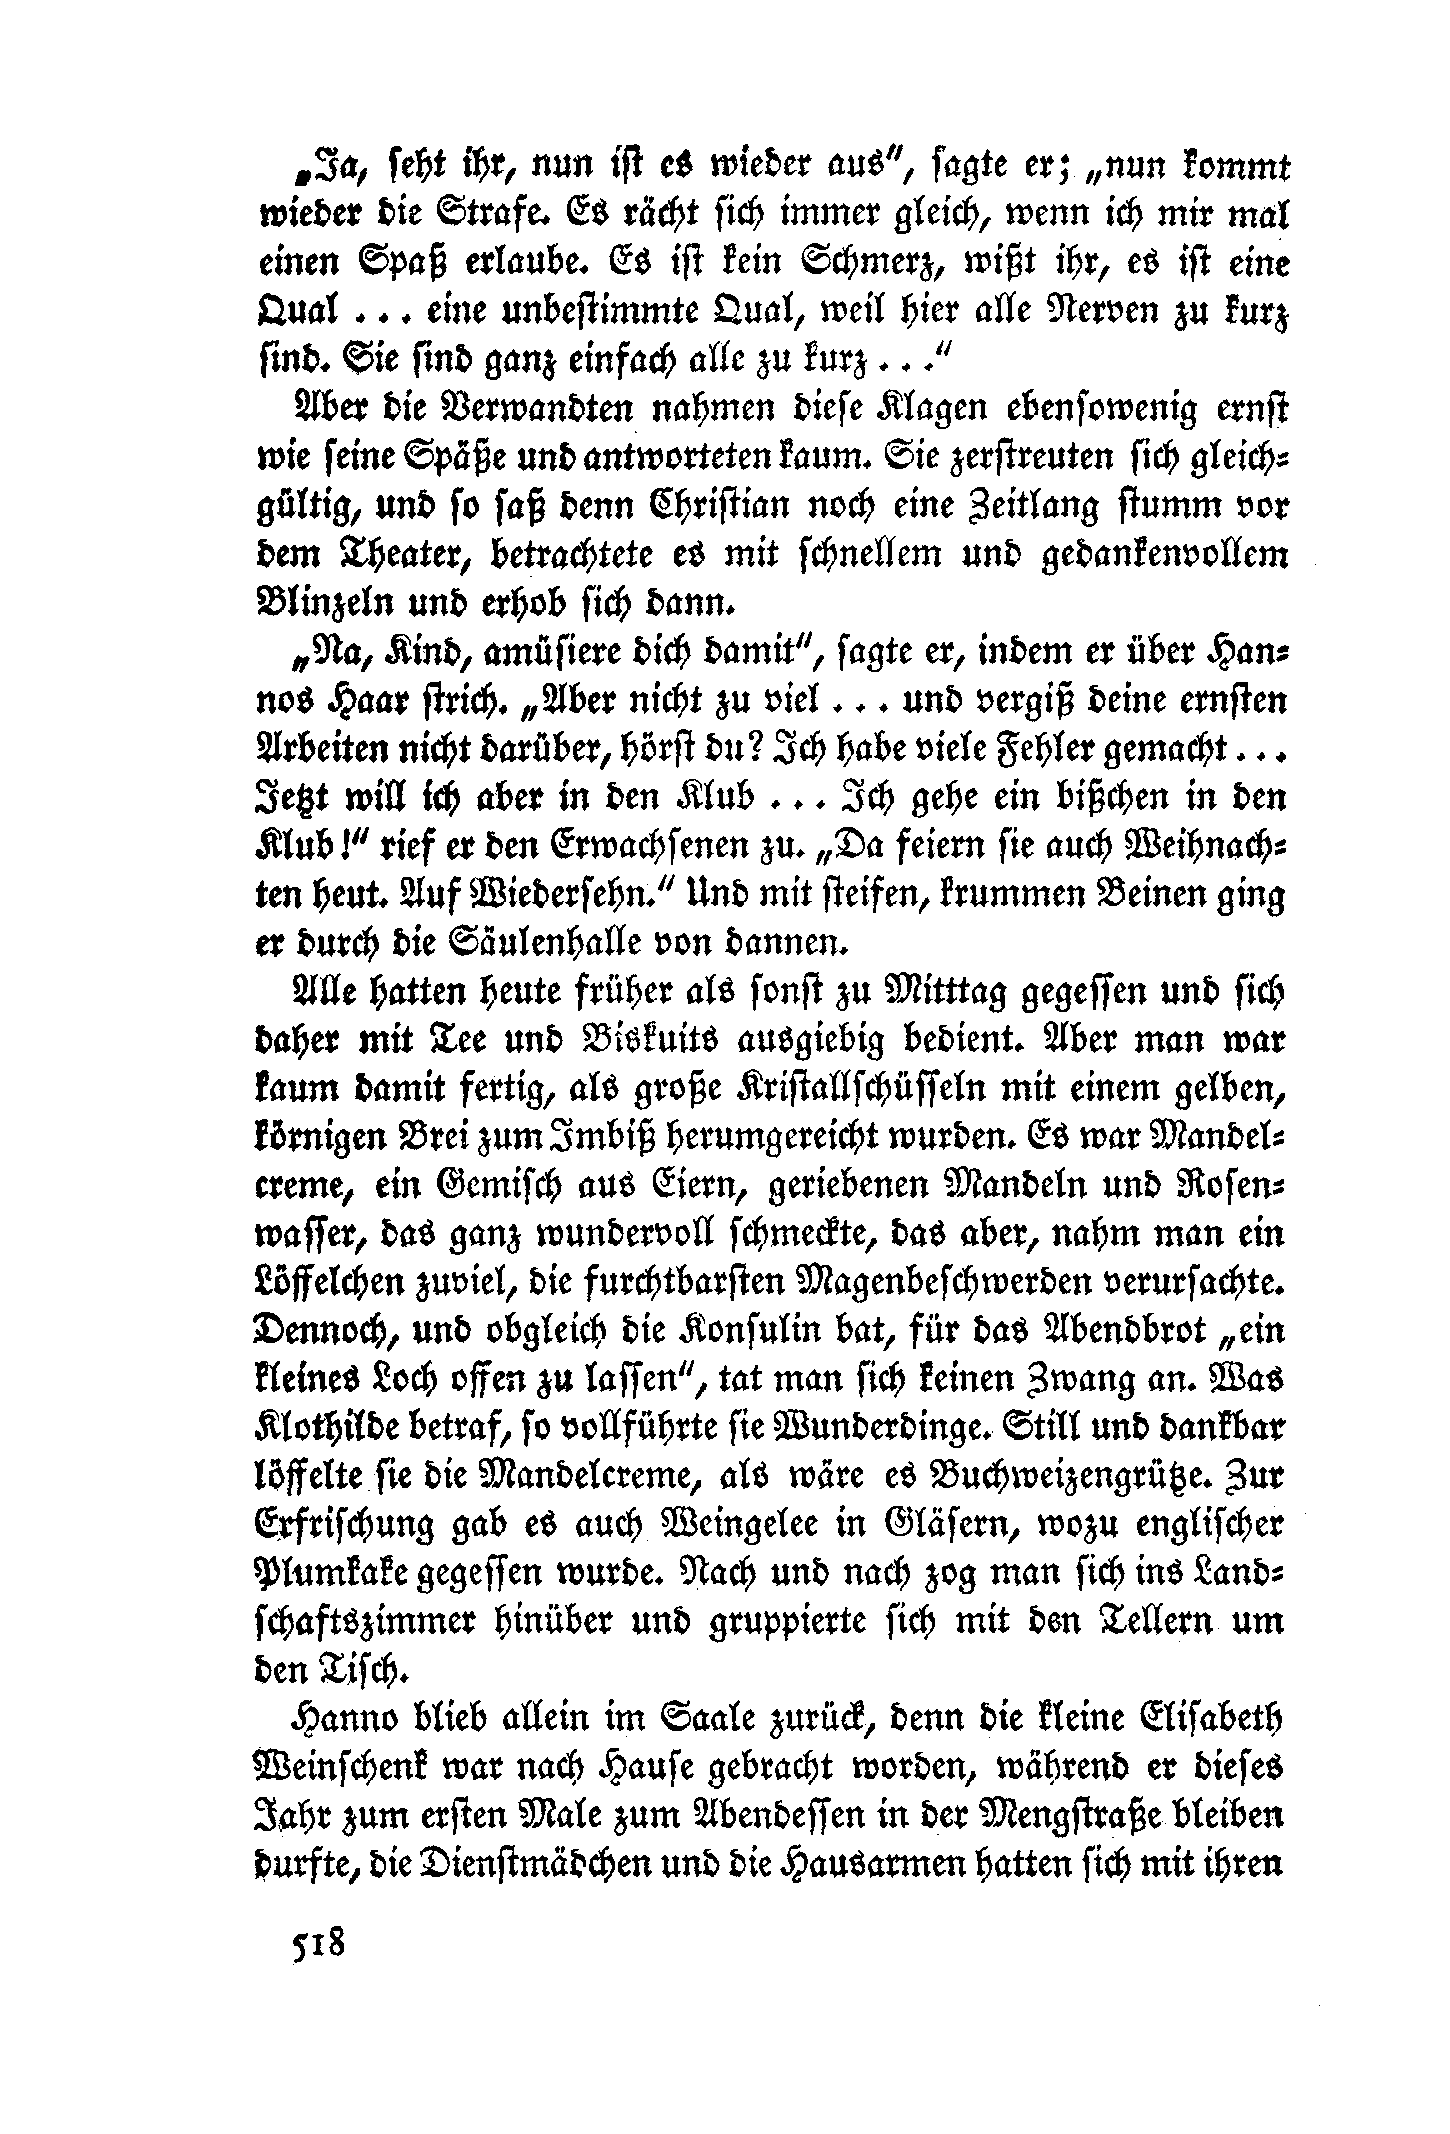 „Ja, seht ihr, nun ist es wieder aus“, sagte er; „nun kommt
wieder die Strafe. Es rächt sich immer gleich, wenn ich mir mal
einen Spaß erlaube. Es ist kein Schmerz, wißt ihr, es ist eine
Qual . . . eine unbestimmte Qual, weil hier alle Nerven zu kurz
sind. Sie sind ganz einfach alle zu kurz . . .“
Aber die Verwandten nahmen diese Klagen ebensowenig ernst
wie seine Späße und antworteten kaum. Sie zerstreuten sich gleich-
gültig, und so saß denn Christian noch eine Zeitlang stumm vor
dem Theater, betrachtete es mit schnellem und gedankenvollem
Blinzeln und erhob sich dann.
„Na, Kind, amüsiere dich damit“, sagte er, indem er über Han-
nos Haar strich. „Aber nicht zu viel . . . und vergiß deine ernsten
Arbeiten nicht darüber, hörst du? Ich habe viele Fehler gemacht . . .
Jetzt will ich aber in den Klub . . . Ich gehe ein bißchen in den
Klub!“ rief er den Erwachsenen zu. „Da feiern sie auch Weihnach-
ten heut. Auf Wiedersehn.“ Und mit steifen, krummen Beinen ging
er durch die Säulenhalle von dannen.
Alle hatten heute früher als sonst zu Mitttag gegessen und sich
daher mit Tee und Biskuits ausgiebig bedient. Aber man war
kaum damit fertig, als große Kristallschüsseln mit einem gelben,
körnigen Brei zum Imbiß herumgereicht wurden. Es war Mandel-
creme, ein Gemisch aus Eiern, geriebenen Mandeln und Rosen-
wasser, das ganz wundervoll schmeckte, das aber, nahm man ein
Löffelchen zuviel, die furchtbarsten Magenbeschwerden verursachte.
Dennoch, und obgleich die Konsulin bat, für das Abendbrot „ein
kleines Loch offen zu lassen“, tat man sich keinen Zwang an. Was
Klothilde betraf, so vollführte sie Wunderdinge. Still und dankbar
löffelte sie die Mandelcreme, als wäre es Buchweizengrütze. Zur
Erfrischung gab es auch Weingelee in Gläsern, wozu englischer
Plumkake gegessen wurde. Nach und nach zog man sich ins Land-
schaftszimmer hinüber und gruppierte sich mit den Tellern um
den Tisch.
Hanno blieb allein im Saale zurück, denn die kleine Elisabeth
Weinschenk war nach Hause gebracht worden, während er dieses
Jahr zum ersten Male zum Abendessen in der Mengstraße bleiben
durfte, die Dienstmädchen und die Hausarmen hatten sich mit ihren
518